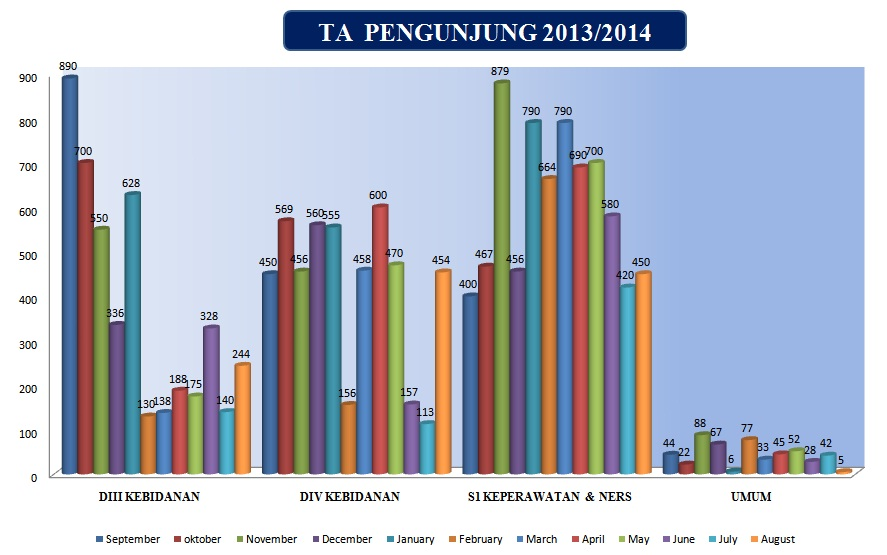 TA PENGUNJUNG 2013/2014
900
800
700
600
500
400
300
200
100
0
890 700 550 336 628 130 138 188 175 328 140 244
450 569 456 560 555 156 458 600 470 157 113 454
400 467 879 456 790 664 790 690 700 580 420 450
44 22 88 67 6 77 33 45 52 28 42 5
DIII KEBIDANAN DIV KEBIDANAN S1 KEPERAWATAN & NERS UMUM
September oktober November December January February March April May June July August